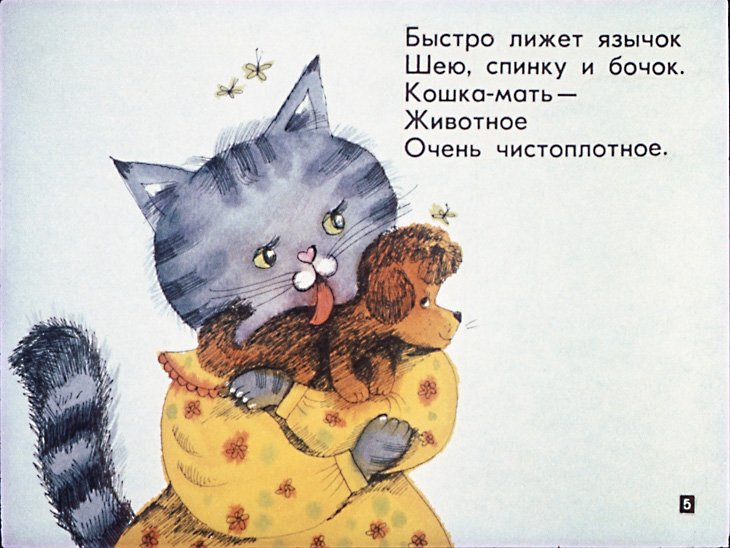 Быстро лижет язычок
Шею, спинку и бочок.
Кошка-мать—
Животное
Очень чистоплотное.
5